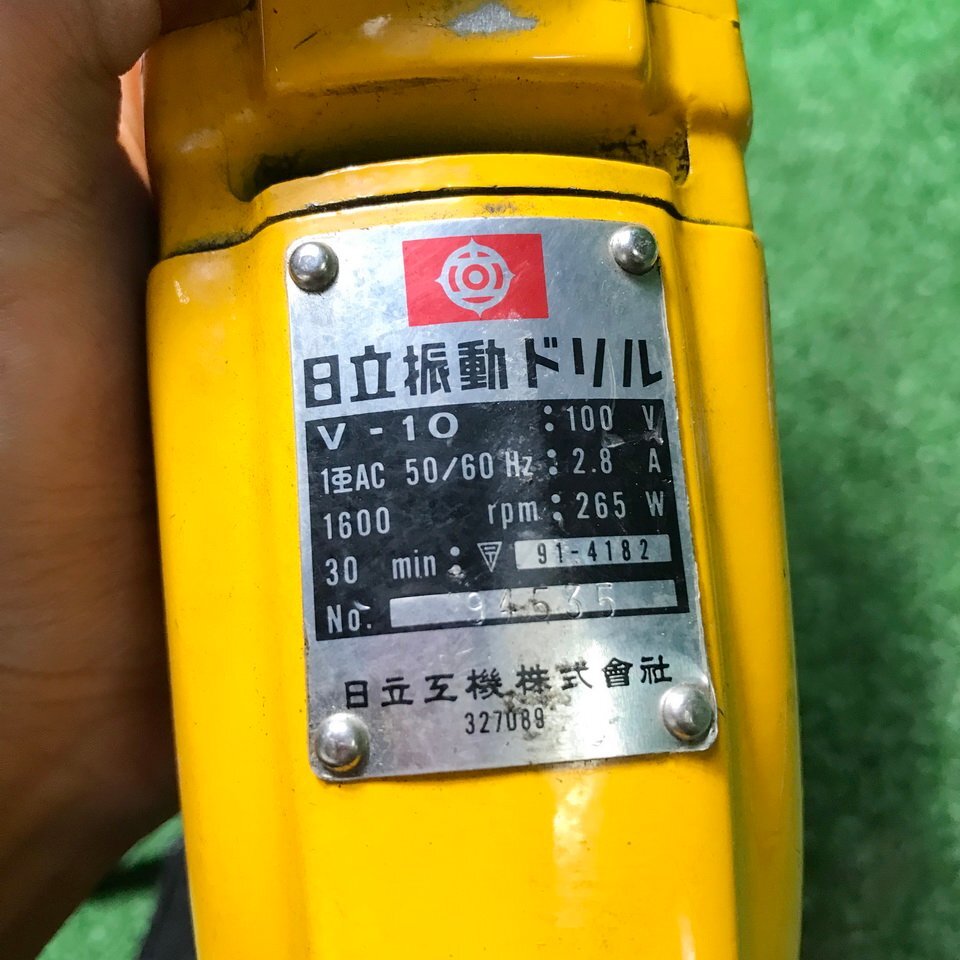 日立振動ドリル
V-10 : 100 V
1亜AC 50/60 Hz : 2.8 A
1600 rpm : 265 W
30 min : 〒 91-4182
No. 94535
日立工機株式會社
327089